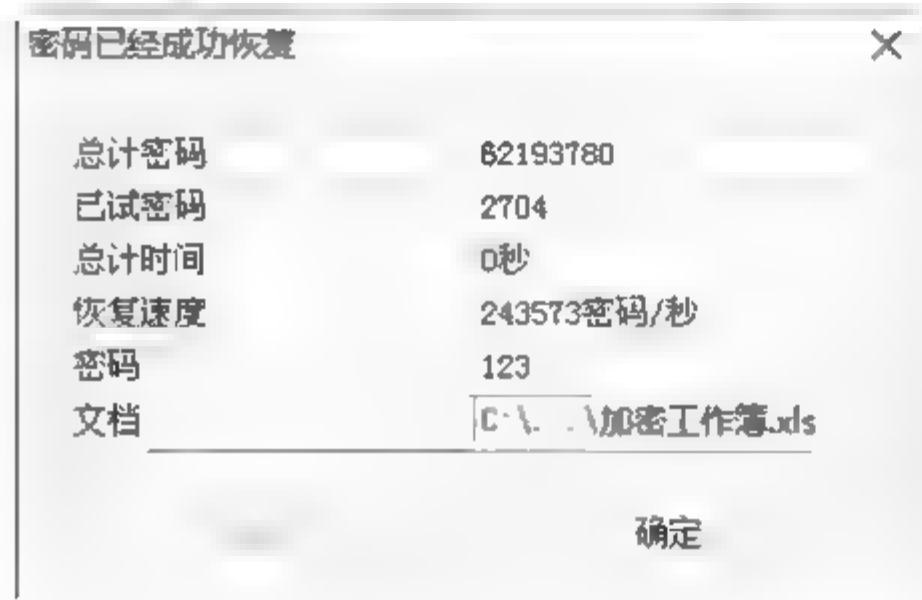 密码已经成功恢复
总计密码 62193780
已试密码 2704
总计时间 0秒
恢复速度 243573密码/秒
密码 123
文档 C:\. .\加密工作簿.xls
确定